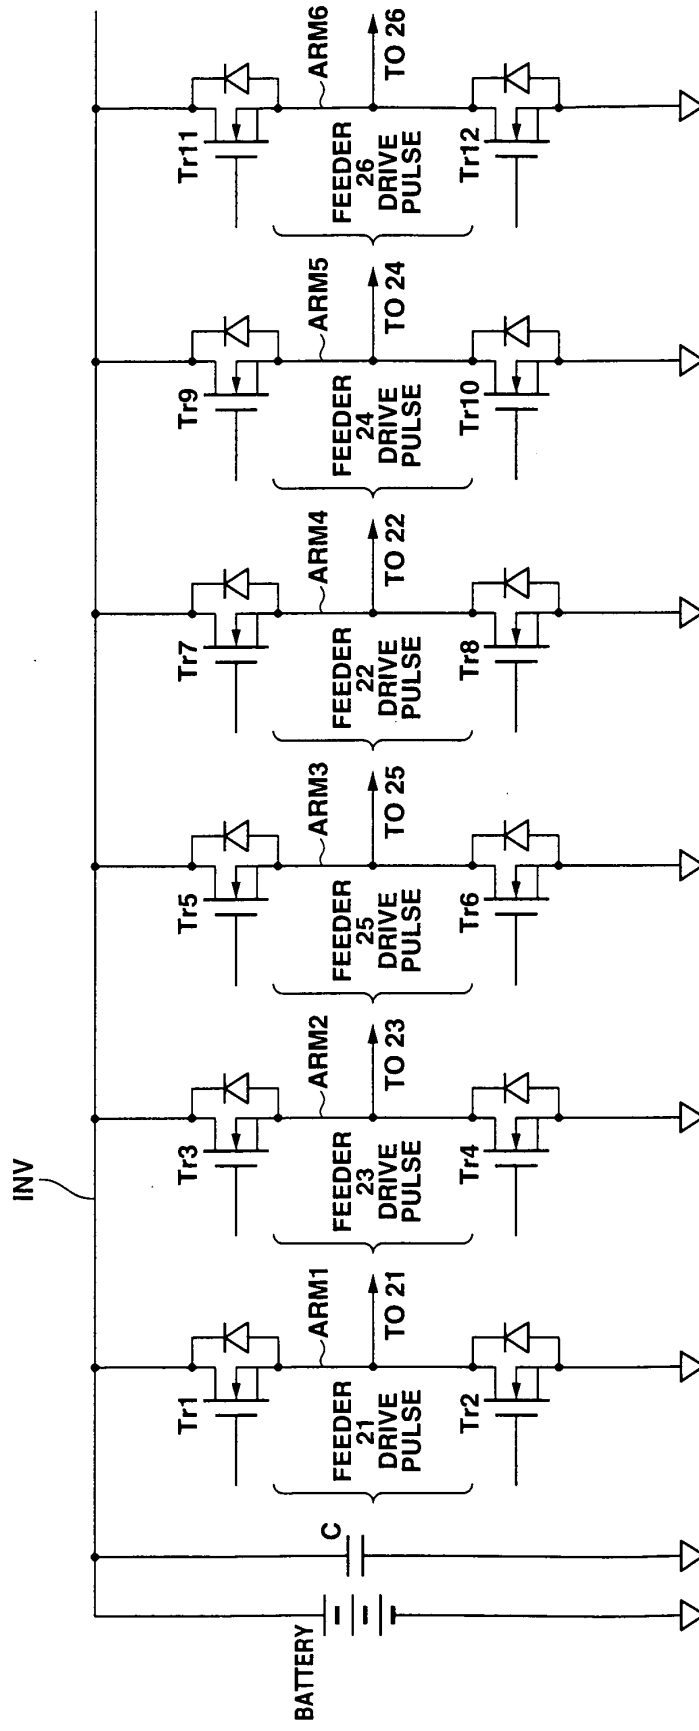 INV
BATTERY
C
Tr1
FEEDER
21
DRIVE
PULSE
ARM1
TO 21
Tr2
Tr3
FEEDER
23
DRIVE
PULSE
ARM2
TO 23
Tr4
Tr5
FEEDER
25
DRIVE
PULSE
ARM3
TO 25
Tr6
Tr7
FEEDER
22
DRIVE
PULSE
ARM4
TO 22
Tr8
Tr9
FEEDER
24
DRIVE
PULSE
ARM5
TO 24
Tr10
Tr11
FEEDER
26
DRIVE
PULSE
ARM6
TO 26
Tr12